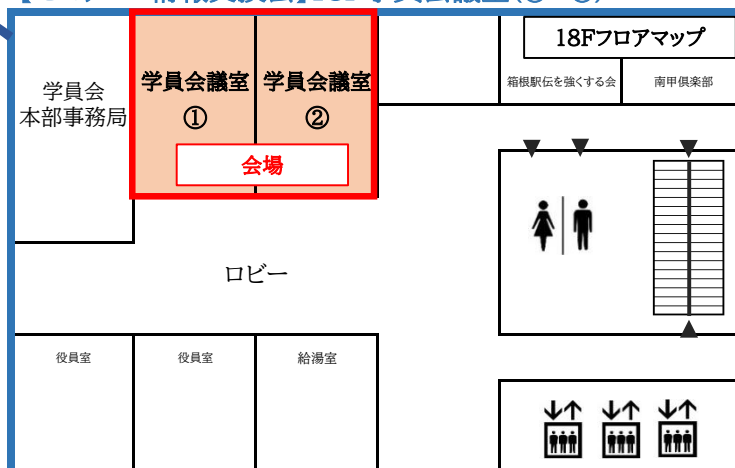 18Fフロアマップ
学員会
本部事務局
学員会議室
①
学員会議室
②
会場
箱根駅伝を強くする会
南甲倶楽部
ロビー
役員室
役員室
給湯室